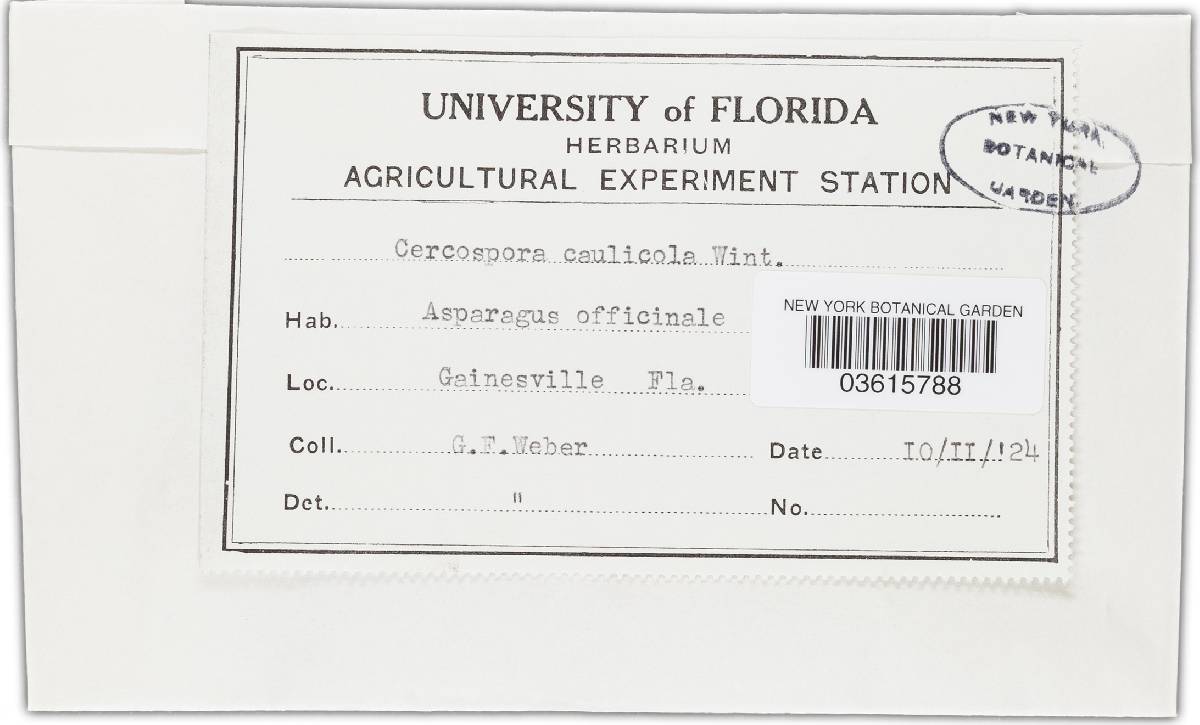 UNIVERSITY of FLORIDA
HERBARIUM
AGRICULTURAL EXPERIMENT STATION
NEW YORK
BOTANICAL
GARDEN
Cercospora caulicola Wint.
Hab. Asparagus officinale
NEW YORK BOTANICAL GARDEN
03615788
Loc. Gainesville Fla.
Coll. G.F.Weber Date IO/II/'24
Det. " No.